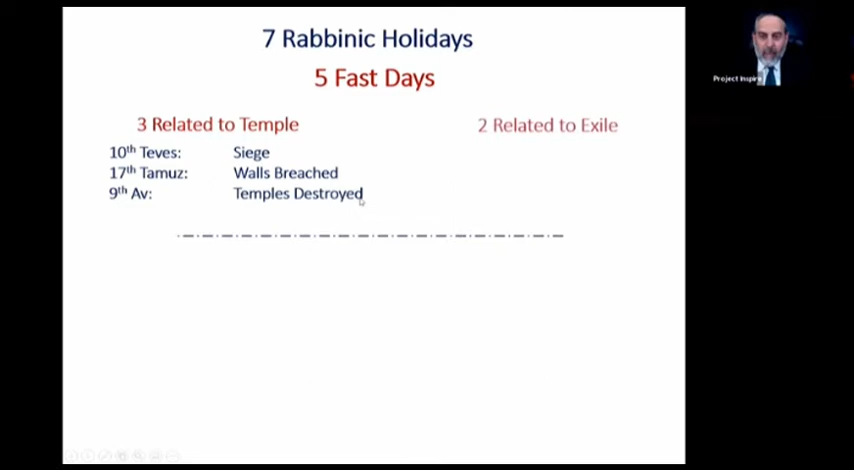 7 Rabbinic Holidays
5 Fast Days
3 Related to Temple
2 Related to Exile
10th Teves: Siege
17th Tamuz: Walls Breached
9th Av: Temples Destroyed
Project Inspire